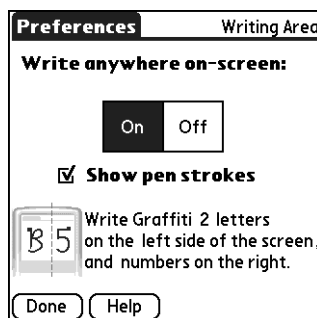 Preferences Writing Area
Write anywhere on-screen:
On Off
Show pen strokes
B 5
Write Graffiti 2 letters
on the left side of the screen,
and numbers on the right.
Done Help